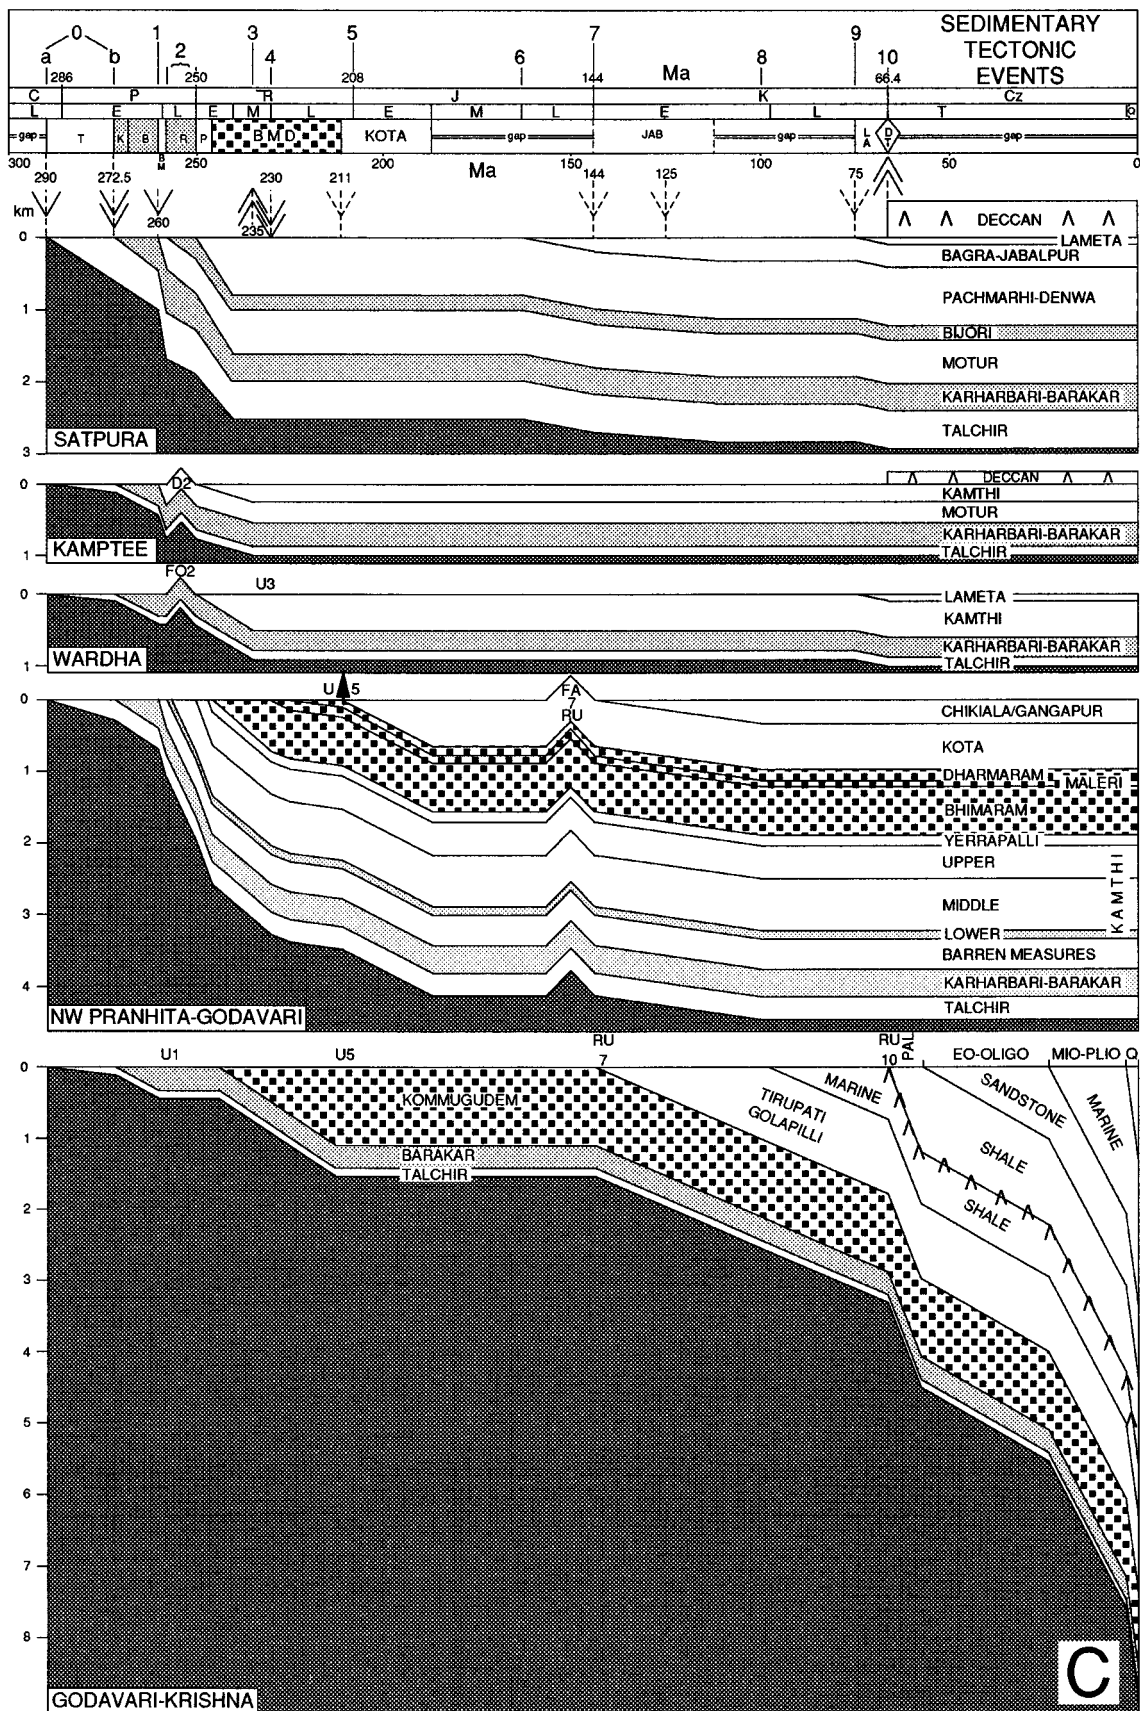 SEDIMENTARY
TECTONIC
EVENTS
0 1 2 3 4 5 6 7 Ma 8 9 10
a b
286 250 208 144 66.4
C P TR J K Cz
L E L E M L E M L E L T Q
gap T K B BM R P BMD KOTA gap JAB gap LA DT gap
300 250 200 Ma 150 100 50 0
290 272.5 260 235 230 211 144 125 75
km
0
1
2
3
DECCAN
LAMETA
BAGRA-JABALPUR
PACHMARHI-DENWA
BIJORI
MOTUR
KARHARBARI-BARAKAR
TALCHIR
SATPURA
0
1
D2
DECCAN
KAMTHI
MOTUR
KARHARBARI-BARAKAR
TALCHIR
KAMPTEE
0
1
FO2
U3
LAMETA
KAMTHI
KARHARBARI-BARAKAR
TALCHIR
WARDHA
0
1
2
3
4
U 5
FA
7
RU
CHIKIALA/GANGAPUR
KOTA
DHARMARAM
MALERI
BHIMARAM
YERRAPALLI
UPPER
MIDDLE
LOWER
KAMTHI
BARREN MEASURES
KARHARBARI-BARAKAR
TALCHIR
NW PRANHITA-GODAVARI
U1 U5 RU 7 RU 10 PAL EO-OLIGO MIO-PLIO Q
0
1
2
3
4
5
6
7
8
KOMMUGUDEM
BARAKAR
TALCHIR
TIRUPATI
GOLAPILLI
MARINE
SHALE
SHALE
SANDSTONE
MARINE
C
GODAVARI-KRISHNA